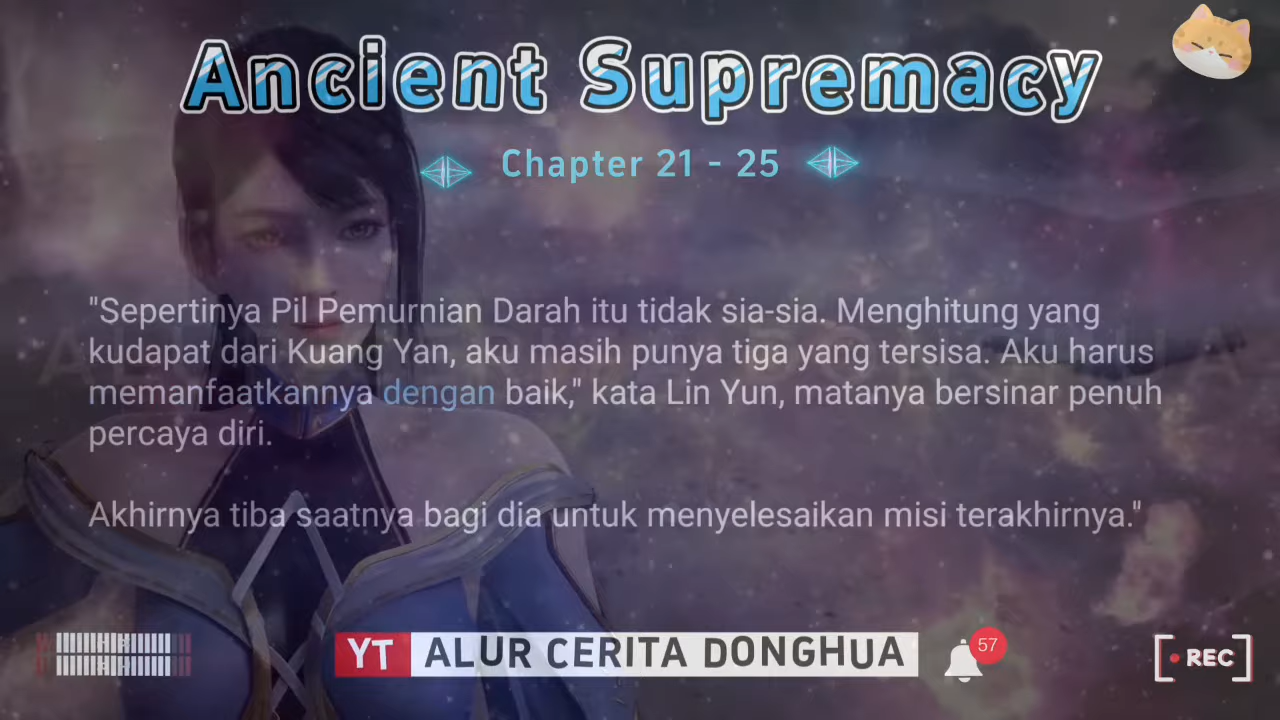 Ancient Supremacy
Chapter 21 - 25
"Sepertinya Pil Pemurnian Darah itu tidak sia-sia. Menghitung yang
kudapat dari Kuang Yan, aku masih punya tiga yang tersisa. Aku harus
memanfaatkannya dengan baik," kata Lin Yun, matanya bersinar penuh
percaya diri.
Akhirnya tiba saatnya bagi dia untuk menyelesaikan misi terakhirnya."
YT ALUR CERITA DONGHUA
57
REC